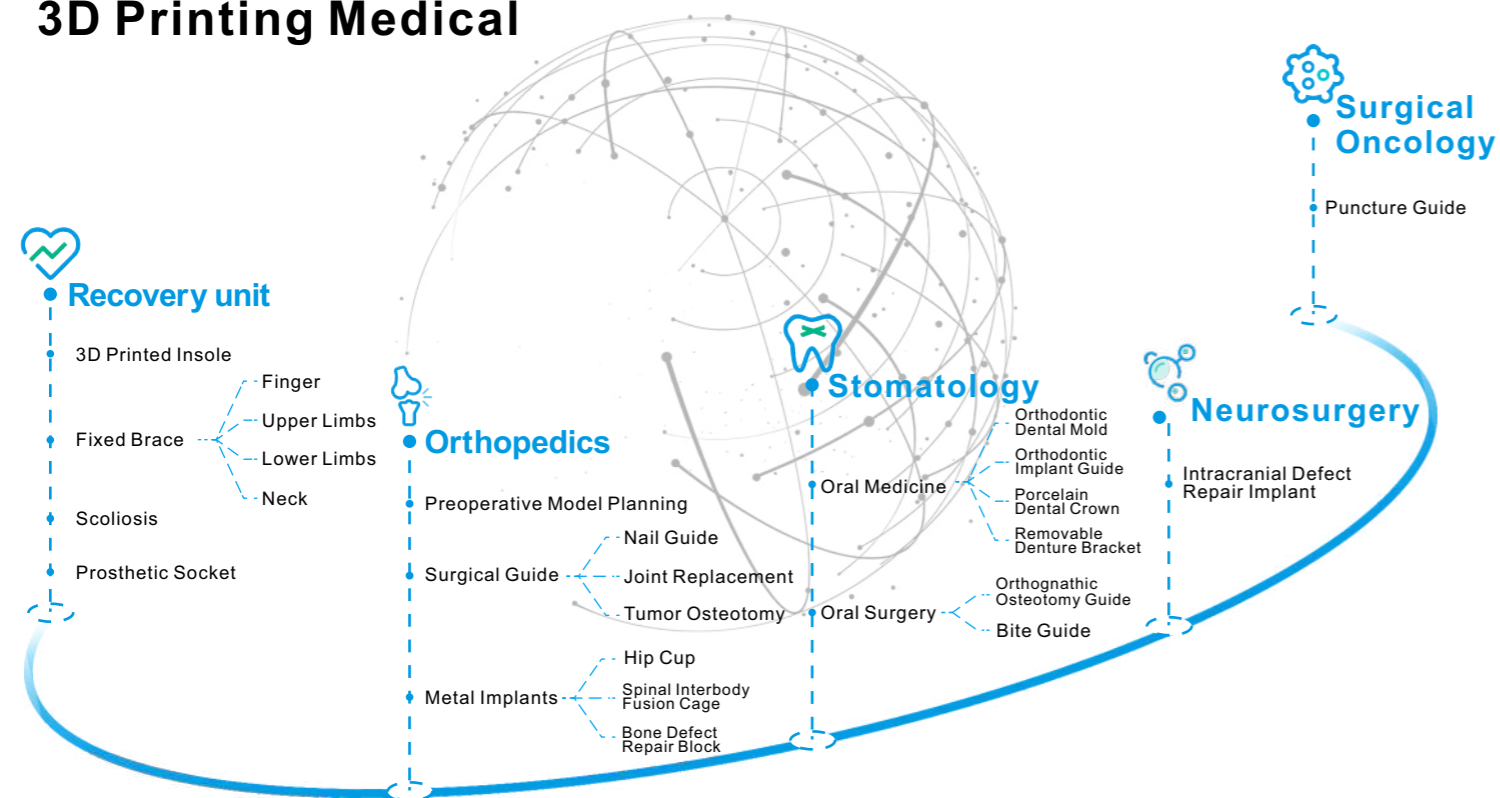 3D Printing Medical
Recovery unit
3D Printed Insole
Fixed Brace
Finger
Upper Limbs
Lower Limbs
Neck
Scoliosis
Prosthetic Socket
Orthopedics
Preoperative Model Planning
Surgical Guide
Nail Guide
Joint Replacement
Tumor Osteotomy
Metal Implants
Hip Cup
Spinal Interbody
Fusion Cage
Bone Defect
Repair Block
Stomatology
Oral Medicine
Orthodontic
Dental Mold
Orthodontic
Implant Guide
Porcelain
Dental Crown
Removable
Denture Bracket
Oral Surgery
Orthognathic
Osteotomy Guide
Bite Guide
Neurosurgery
Intracranial Defect
Repair Implant
Surgical
Oncology
Puncture Guide